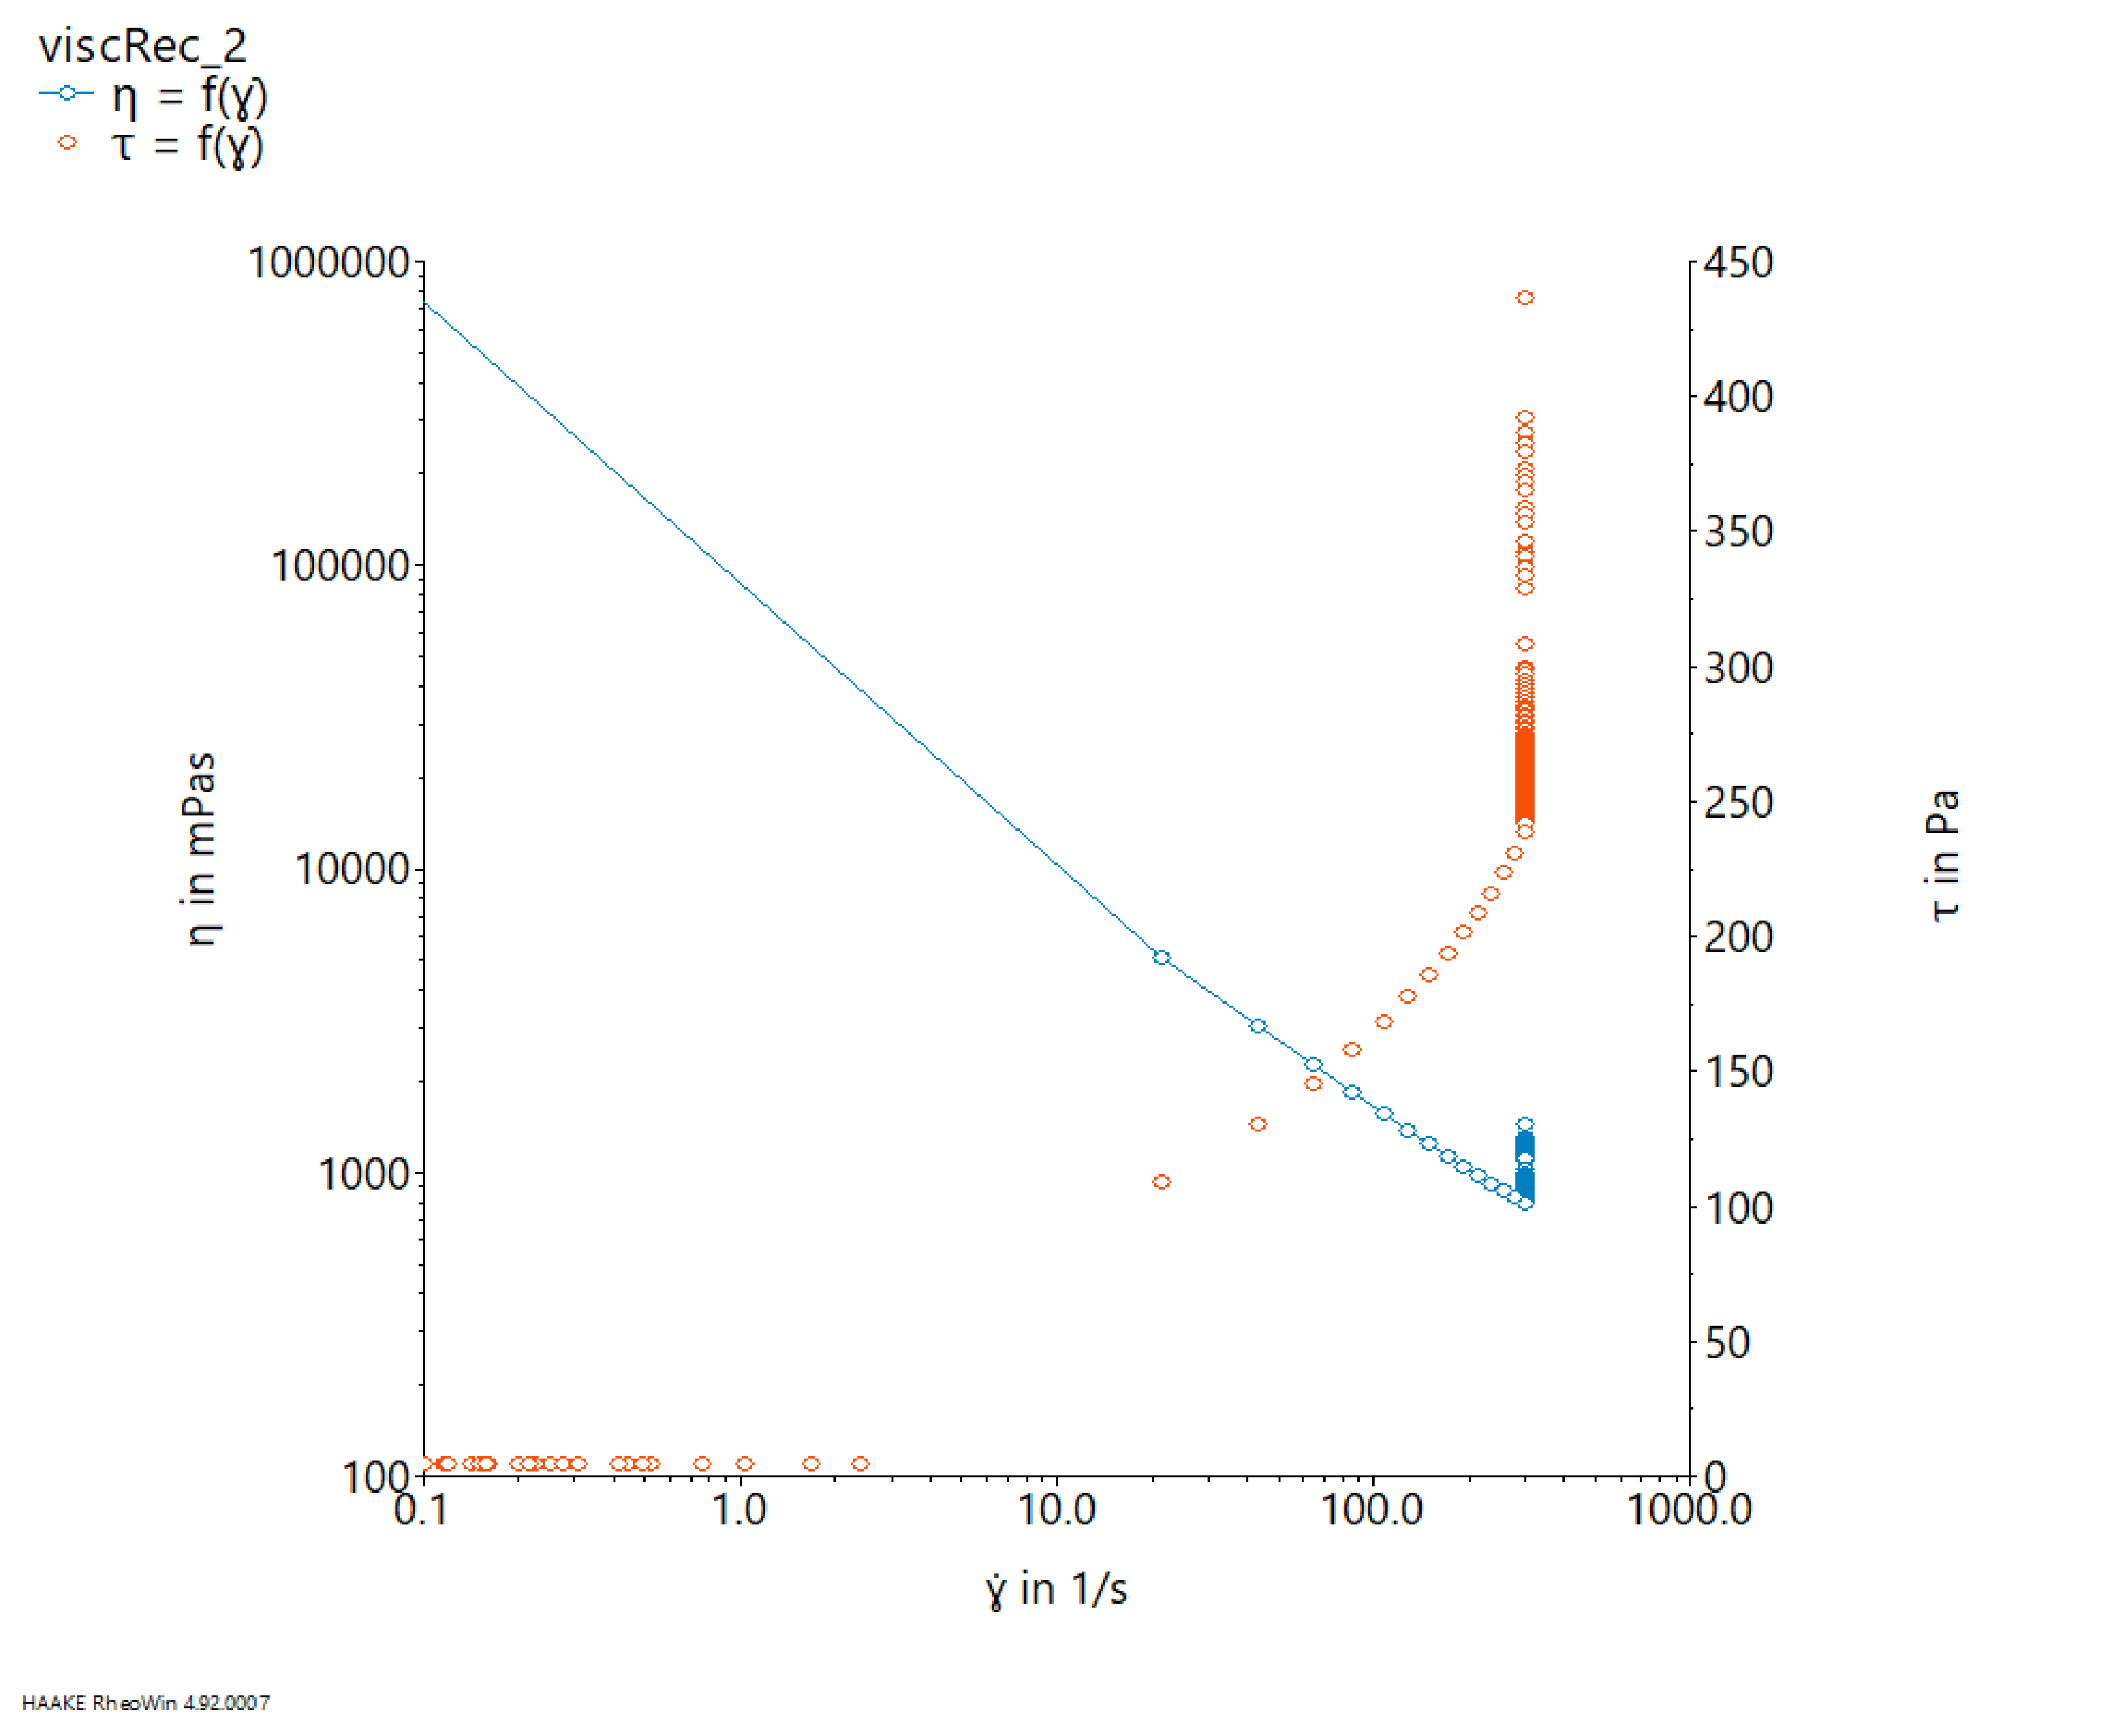 viscRec_2
η = f(γ̇)
τ = f(γ̇)
1000000
100000
10000
1000
100
η in mPas
450
400
350
300
250
200
150
100
50
0
τ in Pa
0.1 1.0 10.0 100.0 1000.0
γ̇ in 1/s
HAAKE RheoWin 4.92.0007